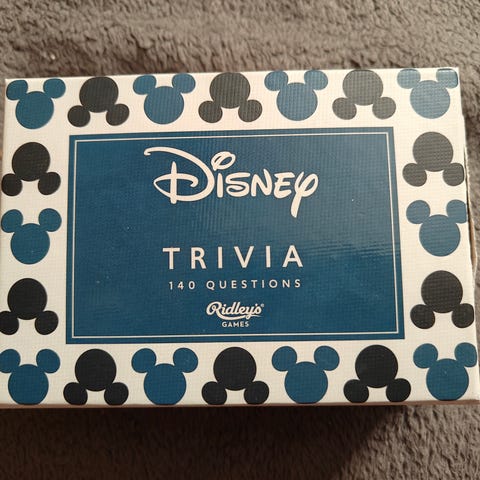 Disney
TRIVIA
140 QUESTIONS
Ridley's®
GAMES